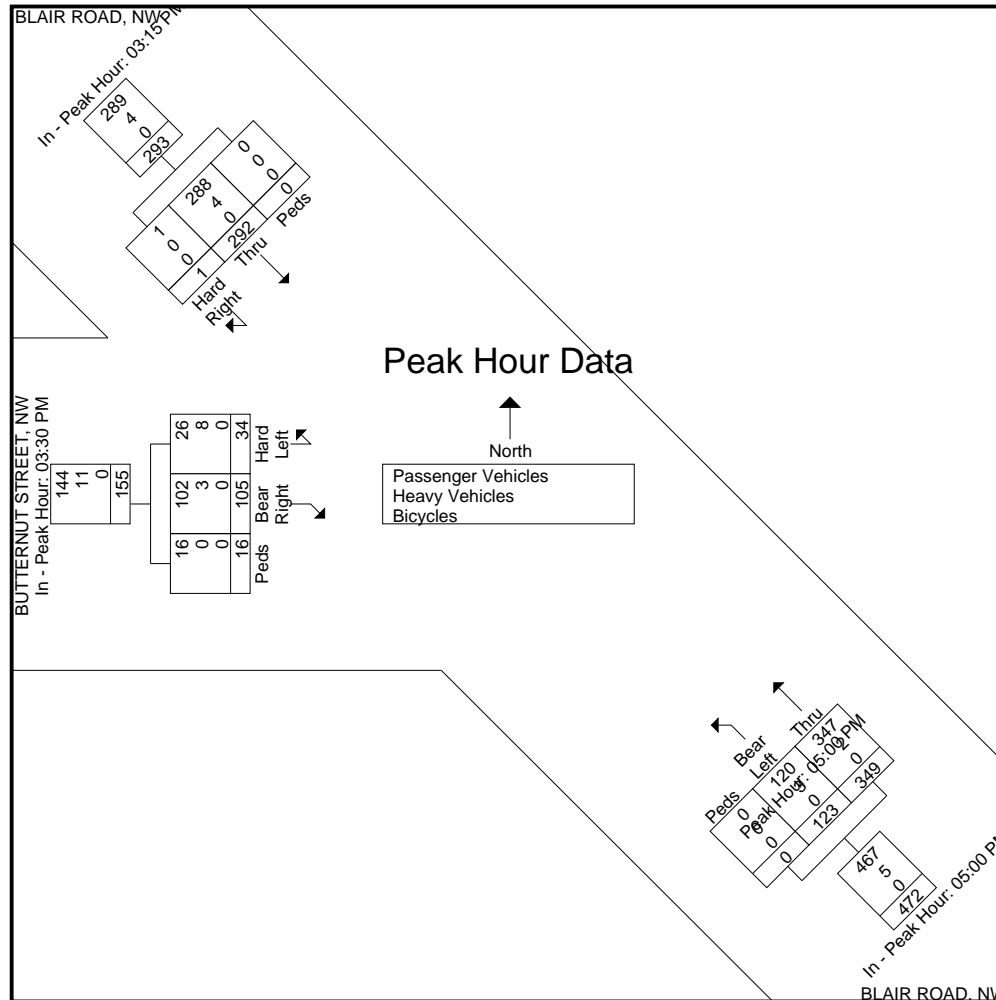 BLAIR ROAD, NW
In - Peak Hour: 03:15 PM
289
4
0
293
1
0
0
1
288
4
0
292
0
0
0
0
Hard
Right
Thru
Peds
Peak Hour Data
North
Passenger Vehicles
Heavy Vehicles
Bicycles
BUTTERNUT STREET, NW
In - Peak Hour: 03:30 PM
144
11
0
155
26
8
0
34
Hard
Left
102
3
0
105
Bear
Right
16
0
0
16
Peds
Peds
Bear
Left
Thru
0
0
0
0
120
3
0
123
347
2
0
349
Peak Hour: 05:00 PM
467
5
0
472
In - Peak Hour: 05:00 PM
BLAIR ROAD, NW